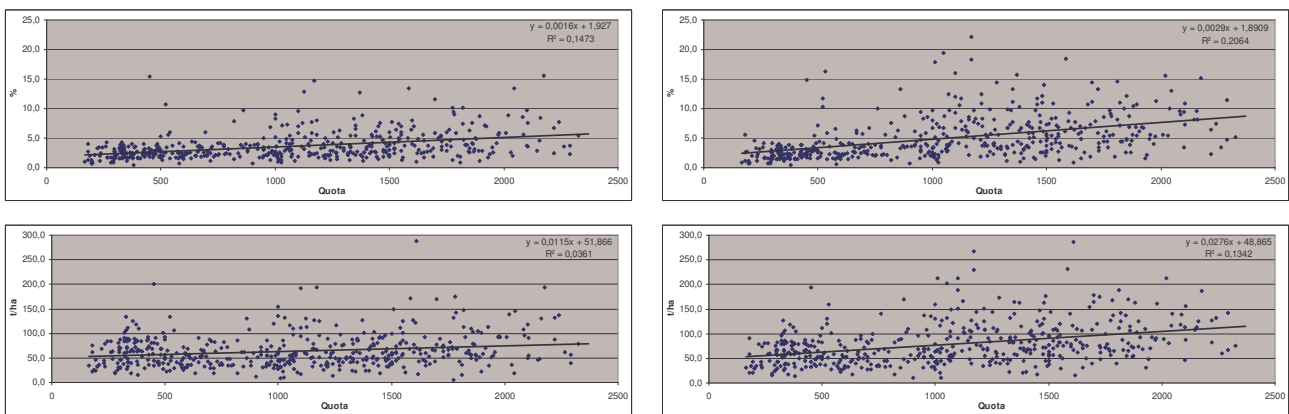 25,0
20,0
15,0
10,0
5,0
0,0
%
y = 0,0016x + 1,927
R² = 0,1473
0 500 1000 1500 2000 2500
Quota
25,0
20,0
15,0
10,0
5,0
0,0
%
y = 0,0029x + 1,8909
R² = 0,2064
0 500 1000 1500 2000 2500
Quota
300,0
250,0
200,0
150,0
100,0
50,0
0,0
t/ha
y = 0,0115x + 51,866
R² = 0,0361
0 500 1000 1500 2000 2500
Quota
300,0
250,0
200,0
150,0
100,0
50,0
0,0
t/ha
y = 0,0276x + 48,865
R² = 0,1342
0 500 1000 1500 2000 2500
Quota